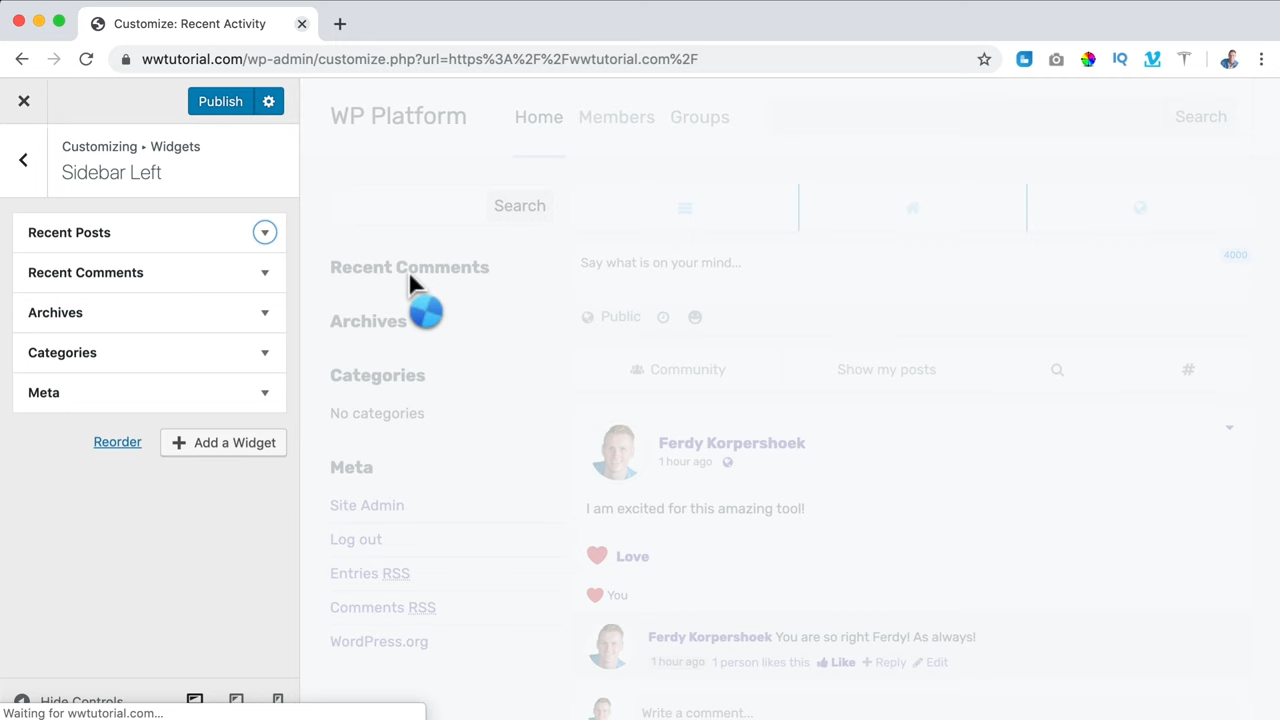 Customize: Recent Activity
wwtutorial.com/wp-admin/customize.php?url=https%3A%2F%2Fwwtutorial.com%2F
IQ
Publish
Customizing ▸ Widgets
Sidebar Left
Recent Posts
Recent Comments
Archives
Categories
Meta
Reorder
Add a Widget
Hide Controls
Waiting for wwtutorial.com...
WP Platform
Home
Members
Groups
Search
Search
Recent Comments
Archives
Categories
No categories
Meta
Site Admin
Log out
Entries RSS
Comments RSS
WordPress.org
Say what is on your mind...
4000
Public
Community
Show my posts
#
Ferdy Korpershoek
1 hour ago
I am excited for this amazing tool!
Love
You
Ferdy Korpershoek You are so right Ferdy! As always!
1 hour ago 1 person likes this Like Reply Edit
Write a comment...